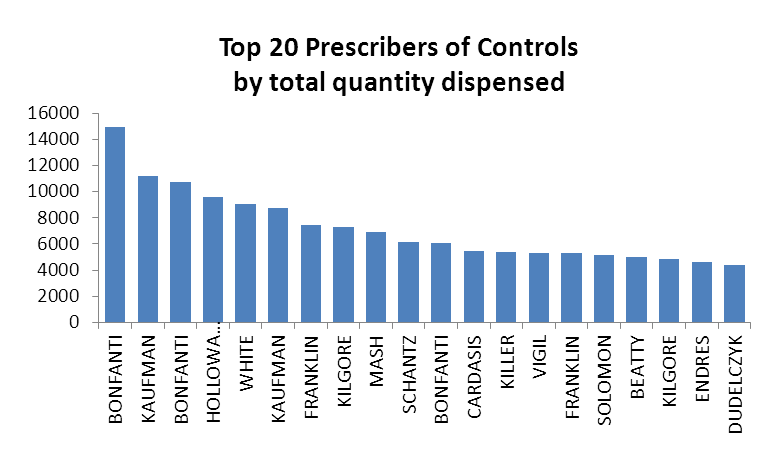 Top 20 Prescribers of Controls
by total quantity dispensed
16000
14000
12000
10000
8000
6000
4000
2000
0
BONFANTI
KAUFMAN
BONFANTI
HOLLOWA...
WHITE
KAUFMAN
FRANKLIN
KILGORE
MASH
SCHANTZ
BONFANTI
CARDASIS
KILLER
VIGIL
FRANKLIN
SOLOMON
BEATTY
KILGORE
ENDRES
DUDELCZYK